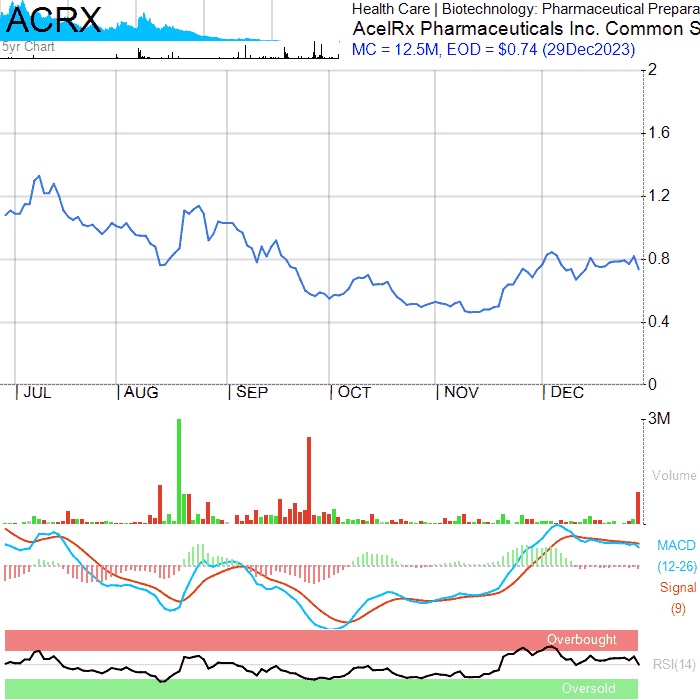 ACRX
5yr Chart
Health Care | Biotechnology: Pharmaceutical Prepara
AcelRx Pharmaceuticals Inc. Common S
MC = 12.5M, EOD = $0.74 (29Dec2023)
2
1.6
1.2
0.8
0.4
0
JUL AUG SEP OCT NOV DEC
3M
Volume
MACD
(12-26)
Signal
(9)
Overbought
RSI(14)
Oversold